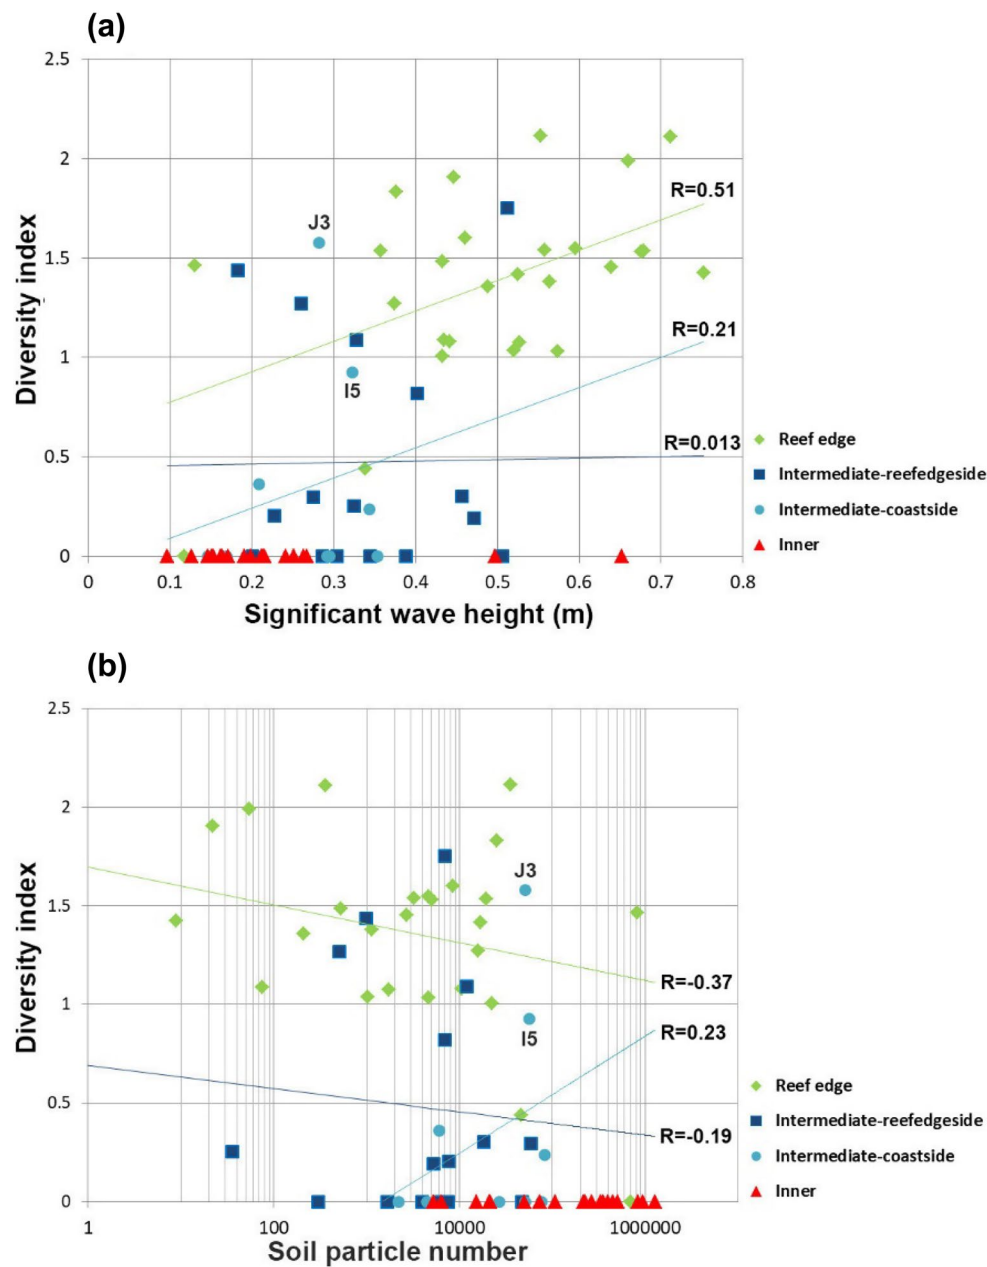 (a)
2.5
2
R=0.51
J3
1.5
R=0.21
Diversity index
1
I5
R=0.013
Reef edge
0.5
Intermediate-reefedgeside
Intermediate-coastside
Inner
0
0 0.1 0.2 0.3 0.4 0.5 0.6 0.7 0.8
Significant wave height (m)
(b)
2.5
2
J3
1.5
R=-0.37
Diversity index
1
R=0.23
I5
Reef edge
0.5
R=-0.19
Intermediate-reefedgeside
Intermediate-coastside
Inner
0
1 100 10000 1000000
Soil particle number